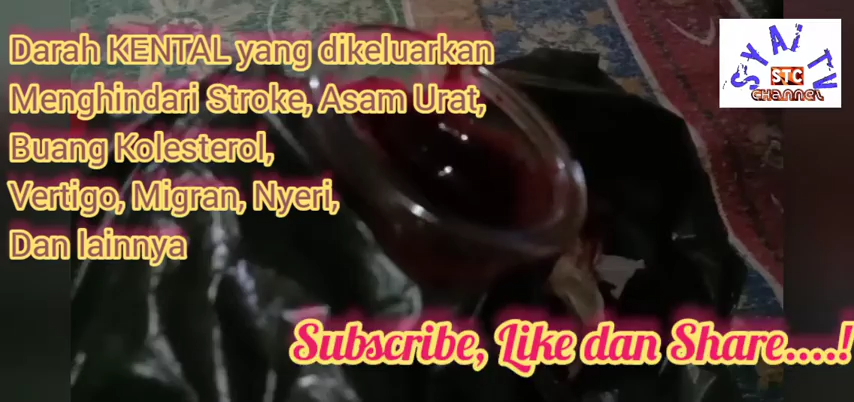 Darah KENTAL yang dikeluarkan
Menghindari Stroke, Asam Urat,
Buang Kolesterol,
Vertigo, Migran, Nyeri,
Dan lainnya
SYAi TV
STC
CHANNEL
Subscribe, Like dan Share....!